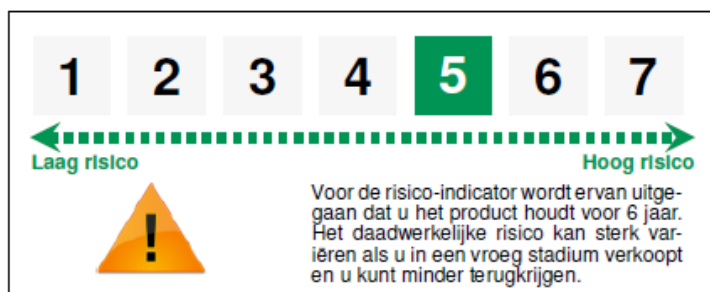 1 2 3 4 5 6 7
Laag risico
Hoog risico
!
Voor de risico-indicator wordt ervan uitge-
gaan dat u het product houdt voor 6 jaar.
Het daadwerkelijke risico kan sterk var-
iëren als u in een vroeg stadium verkoopt
en u kunt minder terugkrijgen.